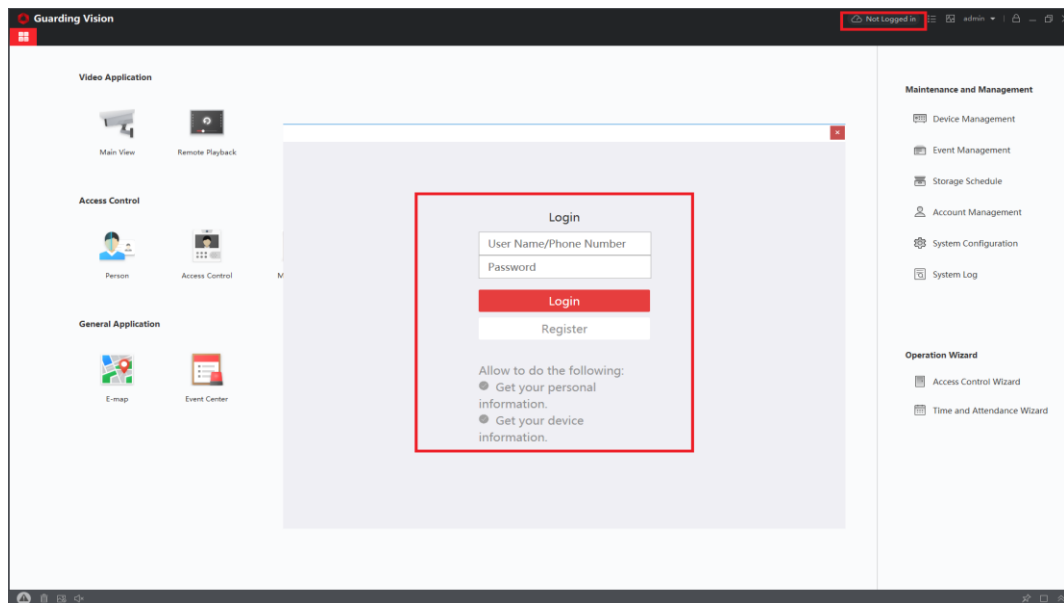 Guarding Vision
Not Logged in
admin
Video Application
Main View
Remote Playback
Access Control
Person
Access Control
M
General Application
E-map
Event Center
Login
User Name/Phone Number
Password
Login
Register
Allow to do the following:
Get your personal
information.
Get your device
information.
Maintenance and Management
Device Management
Event Management
Storage Schedule
Account Management
System Configuration
System Log
Operation Wizard
Access Control Wizard
Time and Attendance Wizard